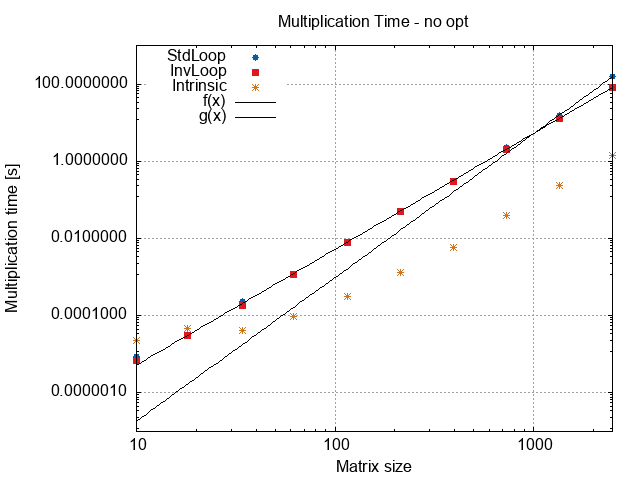 Multiplication Time - no opt
StdLoop
InvLoop
Intrinsic
f(x)
g(x)
100.0000000
1.0000000
0.0100000
0.0001000
0.0000010
Multiplication time [s]
10 100 1000
Matrix size